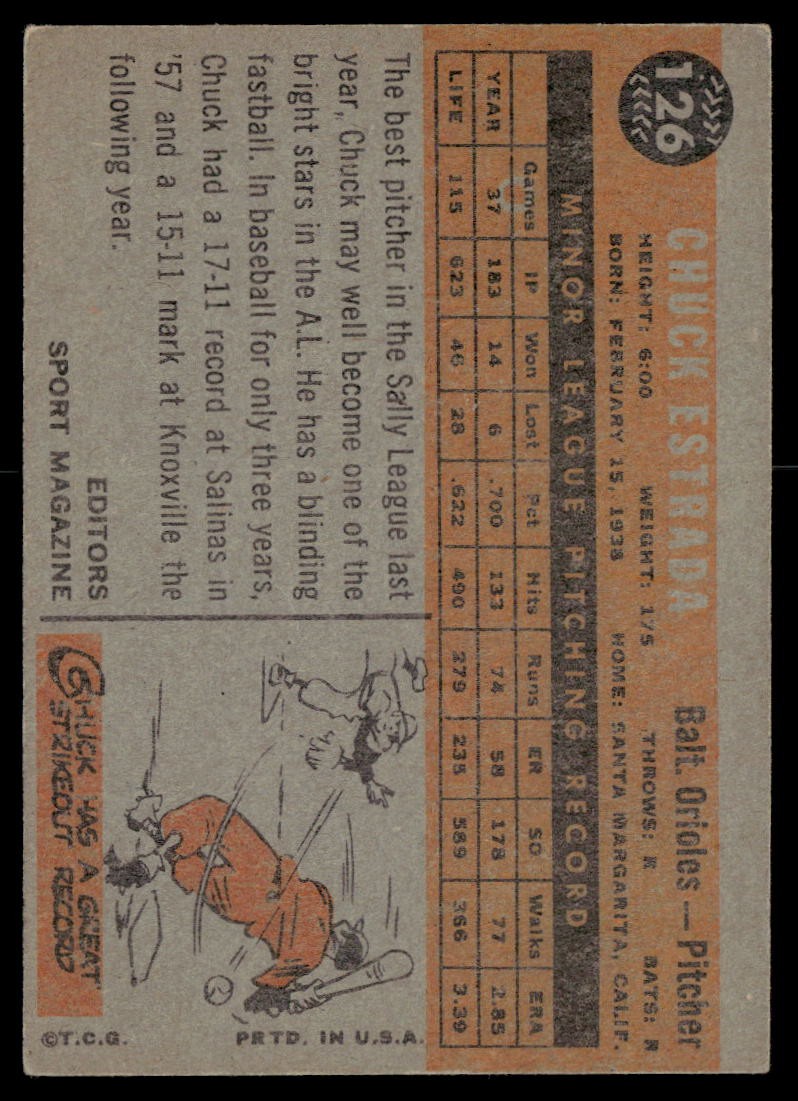 126
CHUCK ESTRADA Balt. Orioles — Pitcher
HEIGHT: 6:00 WEIGHT: 175 THROWS: R BATS: R
BORN: FEBRUARY 15, 1938 HOME: SANTA MARGARITA, CALIF.
MINOR LEAGUE PITCHING RECORD
Games IP Won Lost Pct Hits Runs ER SO Walks ERA
YEAR 37 183 14 6 .700 133 74 58 178 77 2.85
LIFE 115 623 46 28 .622 490 279 235 589 366 3.39
The best pitcher in the Sally League last
year, Chuck may well become one of the
bright stars in the A.L. He has a blinding
fastball. In baseball for only three years,
Chuck had a 17-11 record at Salinas in
'57 and a 15-11 mark at Knoxville the
following year.
EDITORS
SPORT MAGAZINE
CHUCK HAS A GREAT
STRIKEOUT RECORD
©T.C.G. PRTD. IN U.S.A.